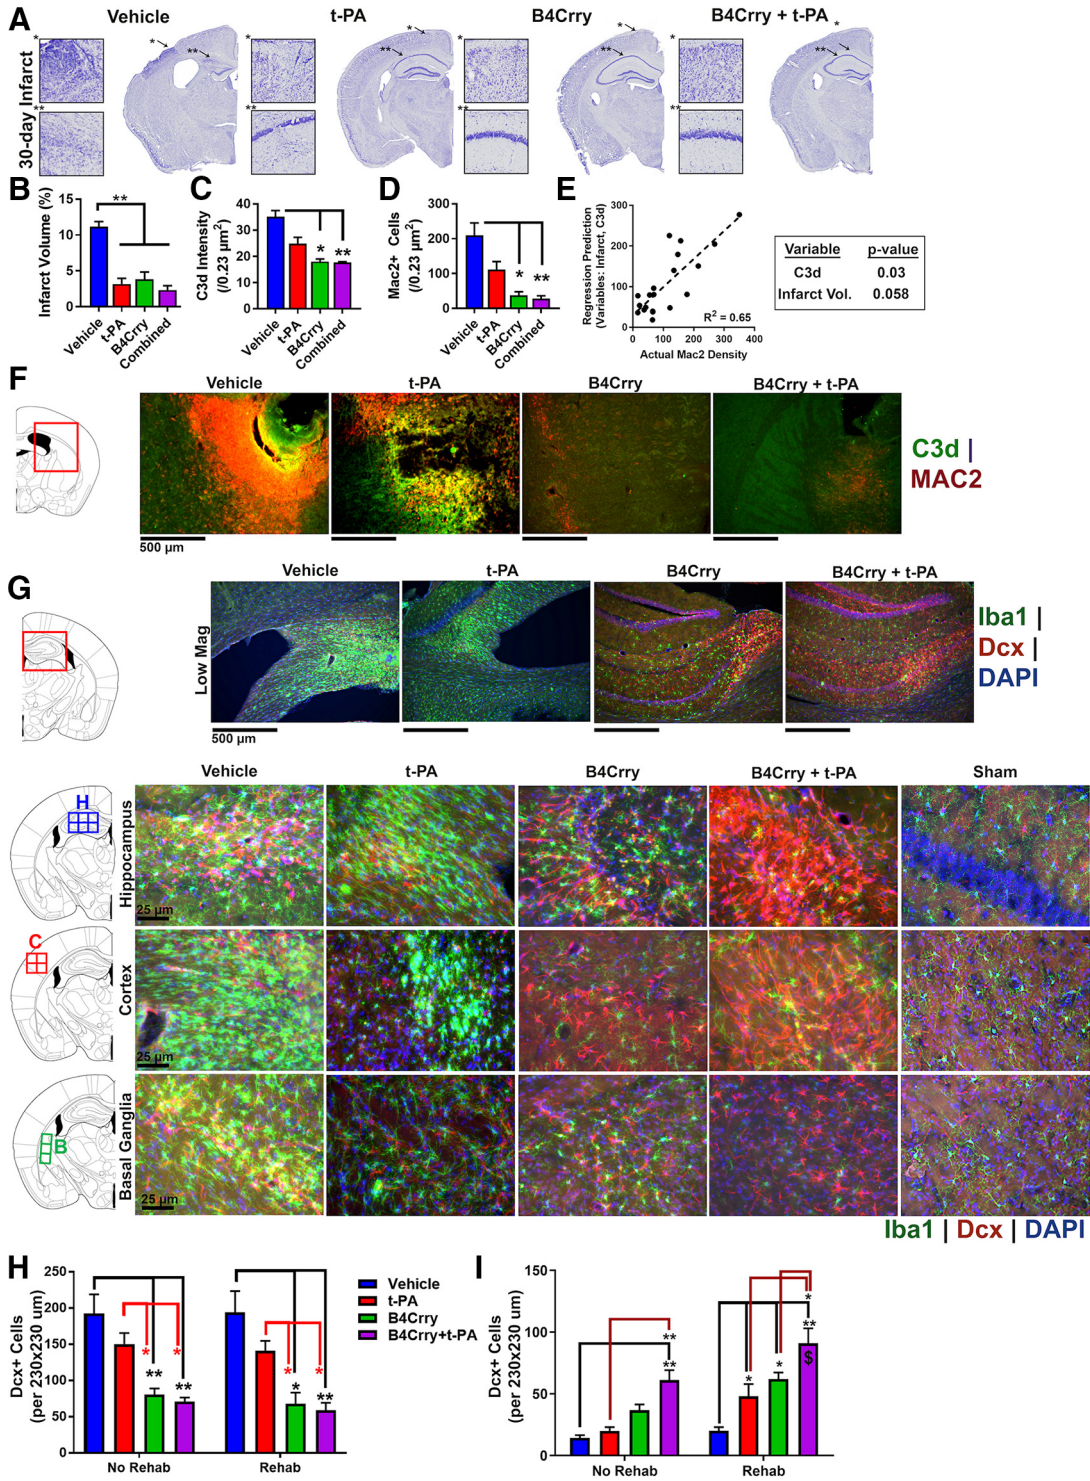 A
Vehicle
t-PA
B4Crry
B4Crry + t-PA
30-day Infarct
*
**
*
**
*
**
*
**
*
**
*
**
*
**
B
Infarct Volume (%)
15
10
5
0
**
Vehicle
t-PA
B4Crry
Combined
C
C3d Intensity
(/0.23 µm²)
40
30
20
10
0
*
**
Vehicle
t-PA
B4Crry
Combined
D
Mac2+ Cells
(/0.23 µm²)
300
200
100
0
*
**
Vehicle
t-PA
B4Crry
Combined
E
Regression Prediction
(Variables: Infarct, C3d)
300
200
100
0
R² = 0.65
0 100 200 300 400
Actual Mac2 Density
Variable p-value
C3d 0.03
Infarct Vol. 0.058
F
Vehicle
t-PA
B4Crry
B4Crry + t-PA
500 µm
C3d |
MAC2
G
Vehicle
t-PA
B4Crry
B4Crry + t-PA
Low Mag
500 µm
Iba1 |
Dcx |
DAPI
Vehicle
t-PA
B4Crry
B4Crry + t-PA
Sham
H
Hippocampus
25 µm
C
Cortex
25 µm
B
Basal Ganglia
25 µm
Iba1 | Dcx | DAPI
H
Dcx+ Cells
(per 230x230 um)
250
200
150
100
50
0
*
**
*
**
*
*
*
**
No Rehab
Rehab
Vehicle
t-PA
B4Crry
B4Crry+t-PA
I
Dcx+ Cells
(per 230x230 um)
150
100
50
0
**
**
*
*
*
**
$
No Rehab
Rehab